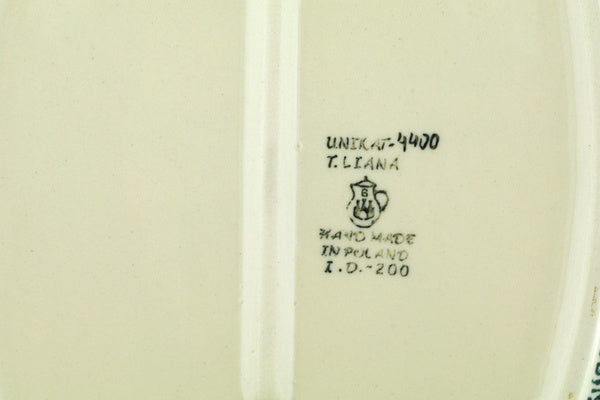 UNIKAT-4400
T. LIANA
G
HAND MADE
IN POLAND
I.D.-200